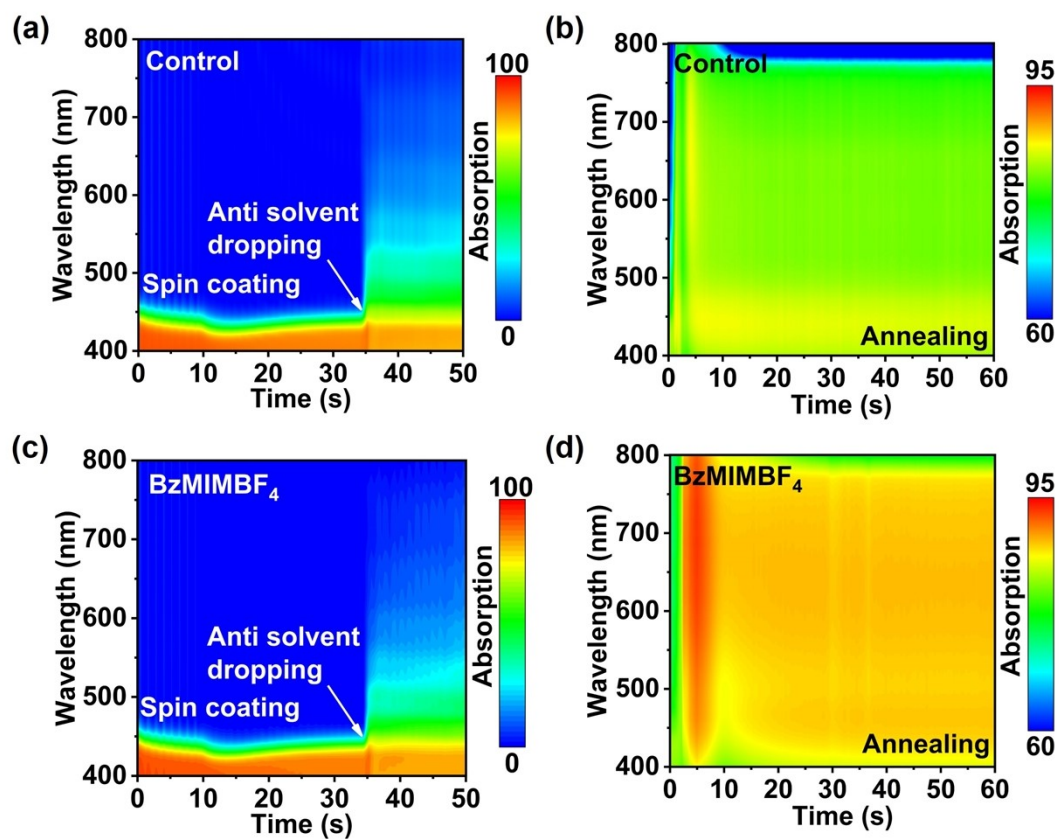 (a)
800
700
600
500
400
Wavelength (nm)
Control
Anti solvent
dropping
Spin coating
0 10 20 30 40 50
Time (s)
100
Absorption
0
(b)
800
700
600
500
400
Wavelength (nm)
Control
Annealing
0 10 20 30 40 50 60
Time (s)
95
Absorption
60
(c)
800
700
600
500
400
Wavelength (nm)
BzMIMBF₄
Anti solvent
dropping
Spin coating
0 10 20 30 40 50
Time (s)
100
Absorption
0
(d)
800
700
600
500
400
Wavelength (nm)
BzMIMBF₄
Annealing
0 10 20 30 40 50 60
Time (s)
95
Absorption
60